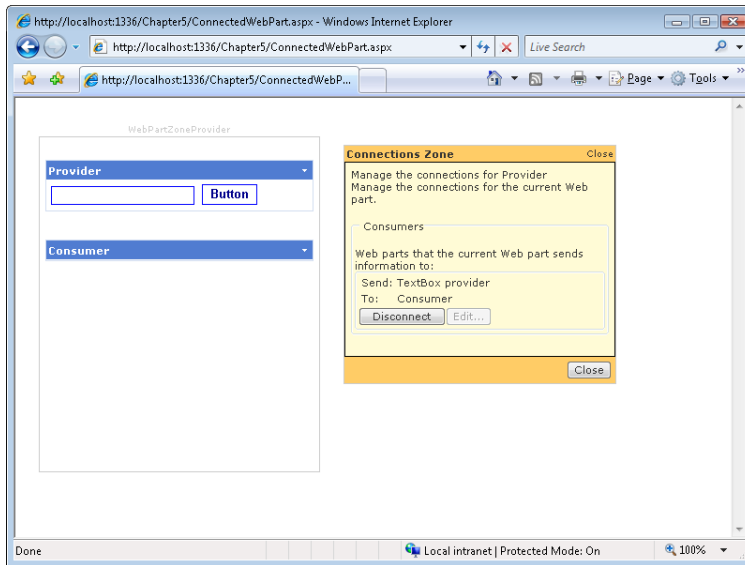 http://localhost:1336/Chapter5/ConnectedWebPart.aspx - Windows Internet Explorer
http://localhost:1336/Chapter5/ConnectedWebPart.aspx
Live Search
http://localhost:1336/Chapter5/ConnectedWebP...
Page
Tools
WebPartZoneProvider
Provider
Button
Consumer
Connections Zone
Close
Manage the connections for Provider
Manage the connections for the current Web
part.
Consumers
Web parts that the current Web part sends
information to:
Send: TextBox provider
To: Consumer
Disconnect
Edit...
Close
Done
Local intranet | Protected Mode: On
100%